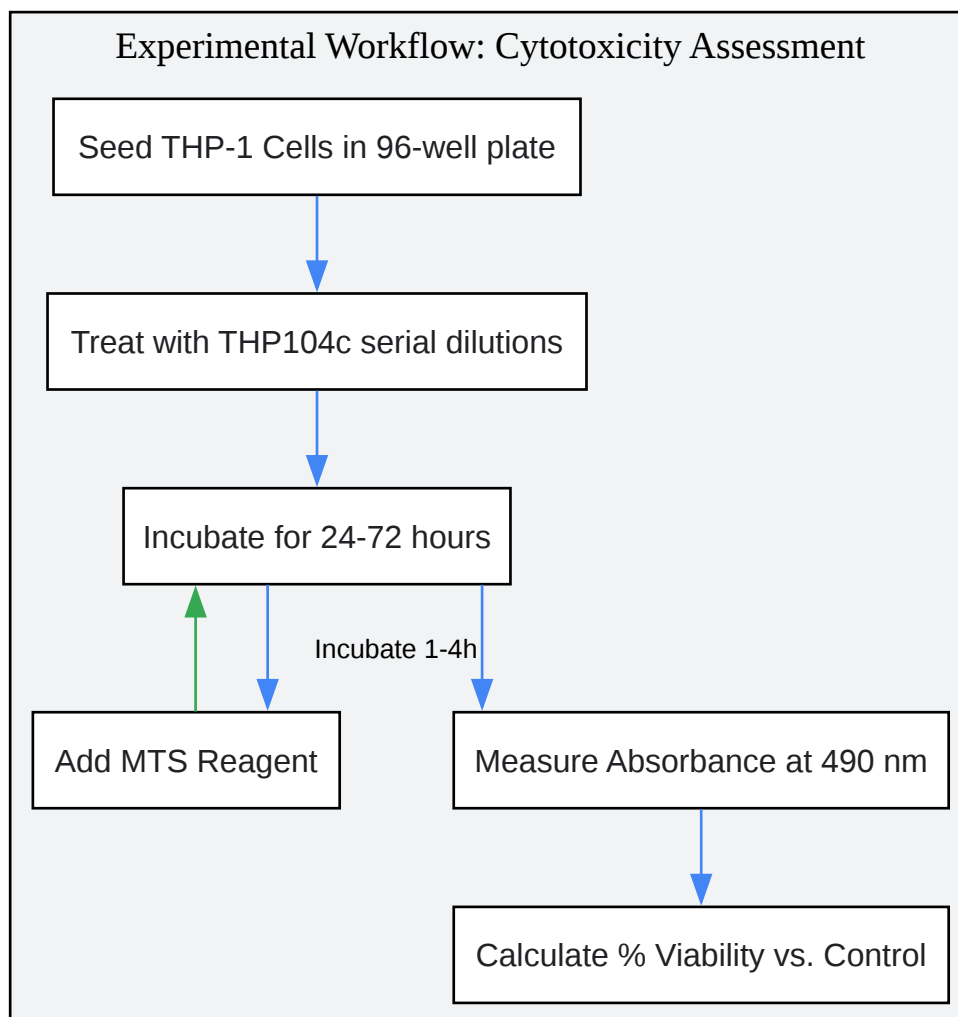 Experimental Workflow: Cytotoxicity Assessment
Seed THP-1 Cells in 96-well plate
Treat with THP104c serial dilutions
Incubate for 24-72 hours
Incubate 1-4h
Add MTS Reagent
Measure Absorbance at 490 nm
Calculate % Viability vs. Control